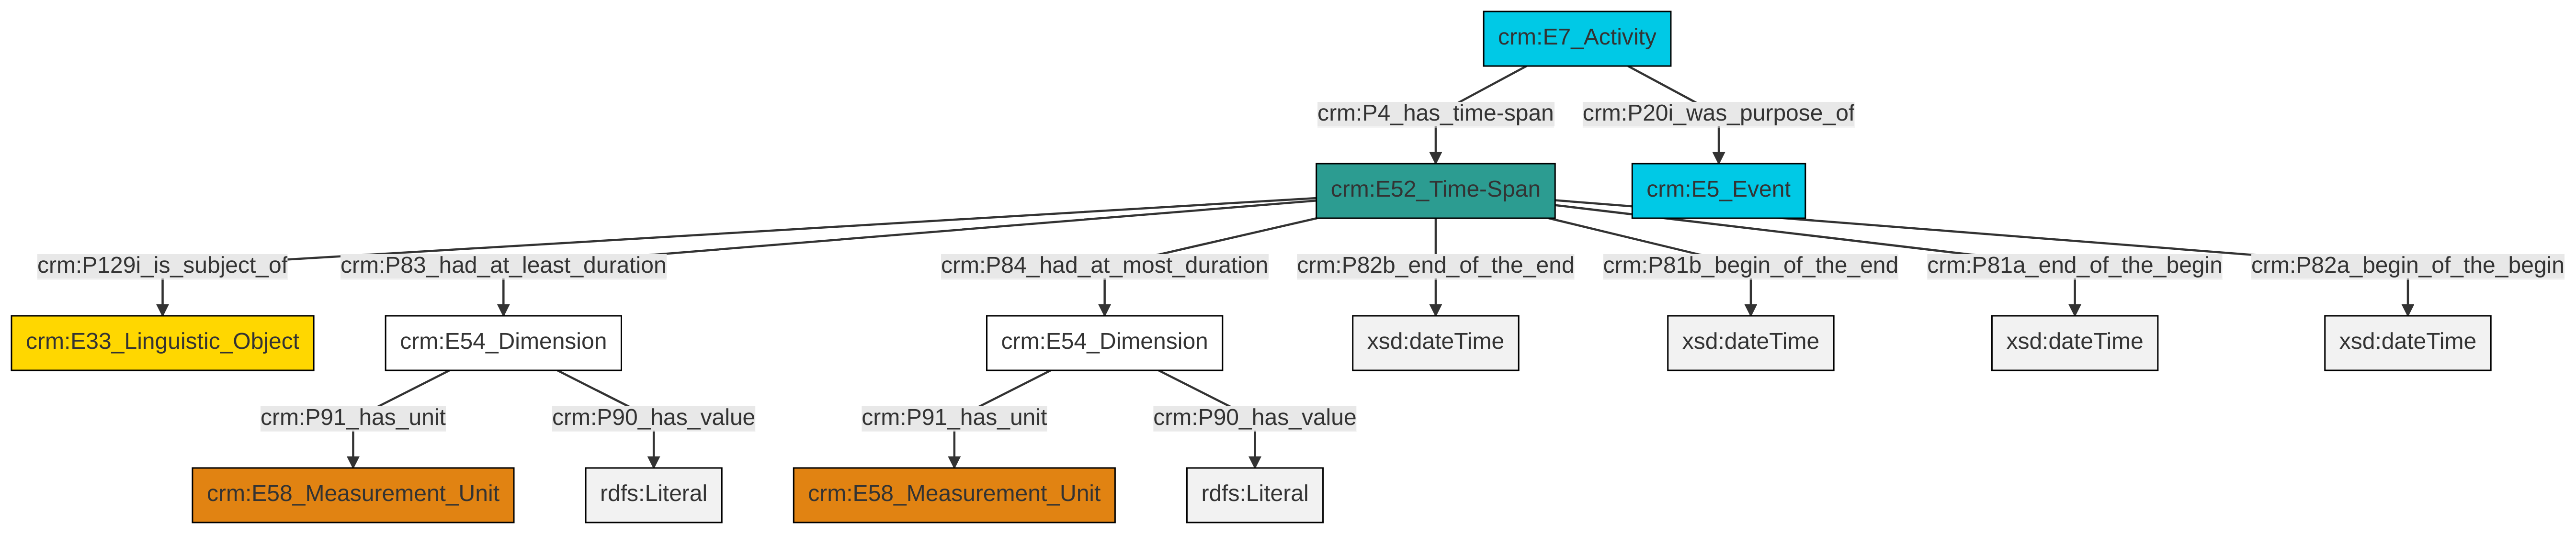 crm:E7_Activity
crm:P4_has_time-span
crm:P20i_was_purpose_of
crm:E52_Time-Span
crm:E5_Event
crm:P129i_is_subject_of
crm:P83_had_at_least_duration
crm:P84_had_at_most_duration
crm:P82b_end_of_the_end
crm:P81b_begin_of_the_end
crm:P81a_end_of_the_begin
crm:P82a_begin_of_the_begin
crm:E33_Linguistic_Object
crm:E54_Dimension
crm:E54_Dimension
xsd:dateTime
xsd:dateTime
xsd:dateTime
xsd:dateTime
crm:P91_has_unit
crm:P90_has_value
crm:P91_has_unit
crm:P90_has_value
crm:E58_Measurement_Unit
rdfs:Literal
crm:E58_Measurement_Unit
rdfs:Literal